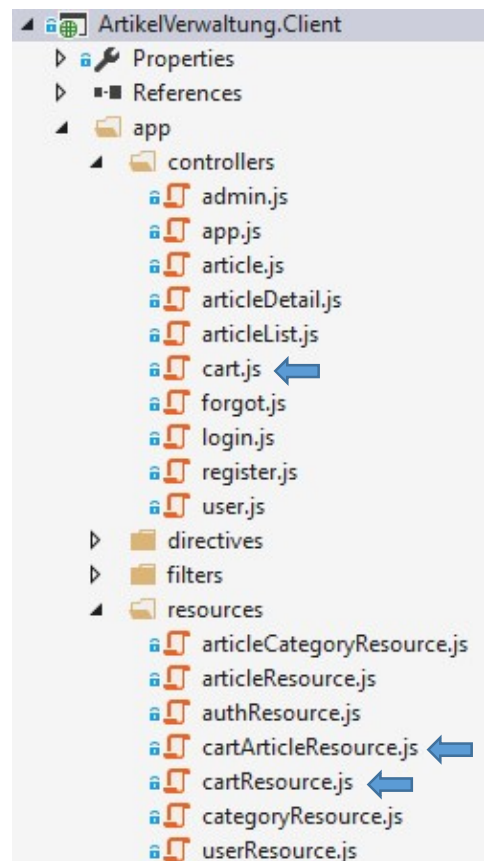 ArtikelVerwaltung.Client
Properties
References
app
controllers
admin.js
app.js
article.js
articleDetail.js
articleList.js
cart.js
forgot.js
login.js
register.js
user.js
directives
filters
resources
articleCategoryResource.js
articleResource.js
authResource.js
cartArticleResource.js
cartResource.js
categoryResource.js
userResource.js